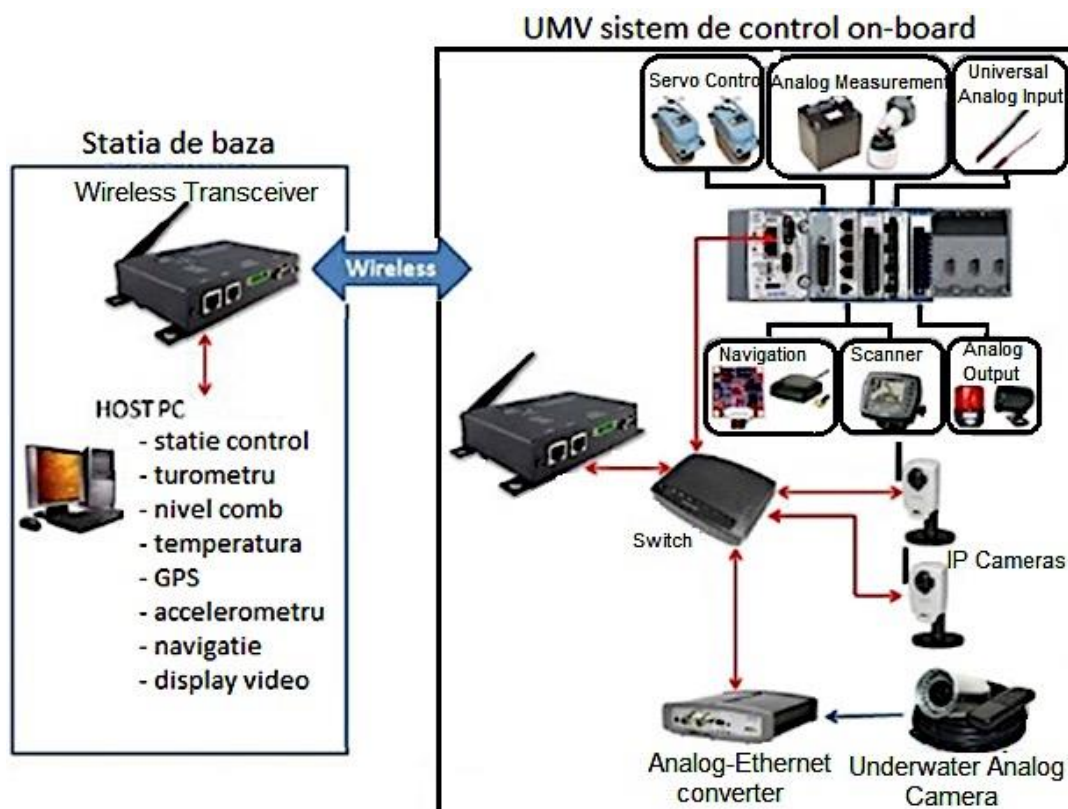 UMV sistem de control on-board
Statia de baza
Wireless Transceiver
Wireless
HOST PC
- statie control
- turometru
- nivel comb
- temperatura
- GPS
- accelerometru
- navigatie
- display video
Servo Control
Analog Measurement
Universal
Analog Input
Navigation
Scanner
Analog
Output
Switch
IP Cameras
Analog-Ethernet
converter
Underwater Analog
Camera